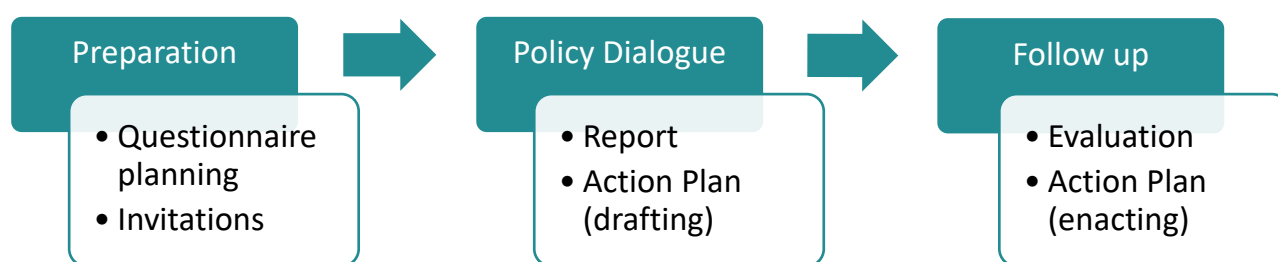 Preparation
• Questionnaire
planning
• Invitations
Policy Dialogue
• Report
• Action Plan
(drafting)
Follow up
• Evaluation
• Action Plan
(enacting)